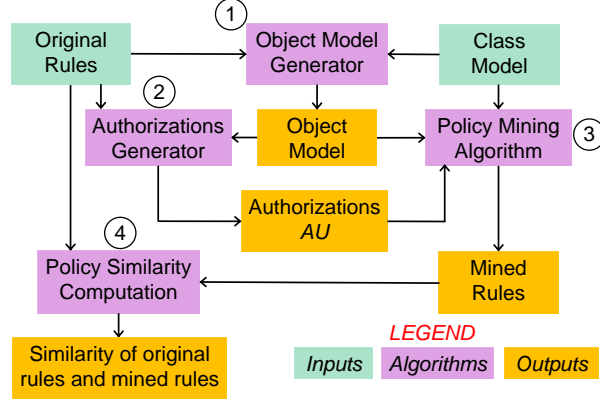 1
Original
Rules
Object Model
Generator
Class
Model
2
Authorizations
Generator
Object
Model
Policy Mining
Algorithm
3
Authorizations
AU
4
Policy Similarity
Computation
Mined
Rules
Similarity of original
rules and mined rules
LEGEND
Inputs
Algorithms
Outputs